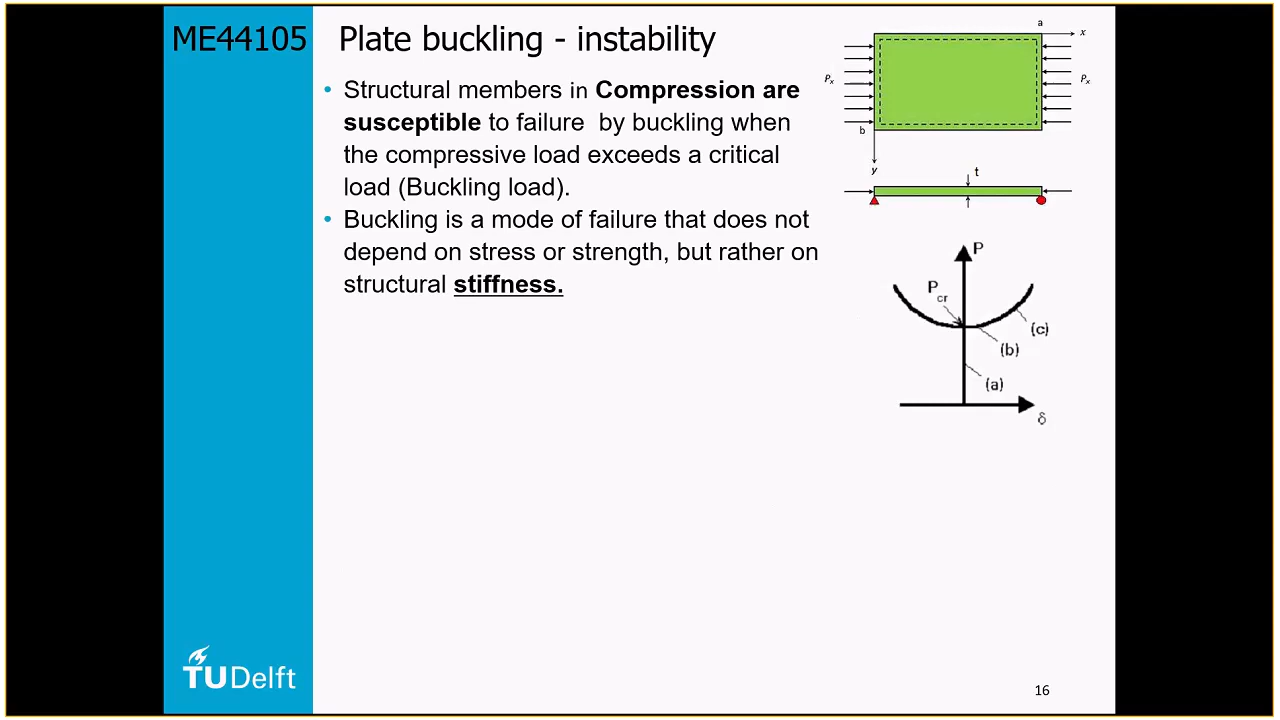 ME44105
Plate buckling - instability
• Structural members in Compression are
susceptible to failure by buckling when
the compressive load exceeds a critical
load (Buckling load).
• Buckling is a mode of failure that does not
depend on stress or strength, but rather on
structural stiffness.
a
x
Px
Px
b
y
t
P
Pcr
(c)
(b)
(a)
δ
TUDelft
16